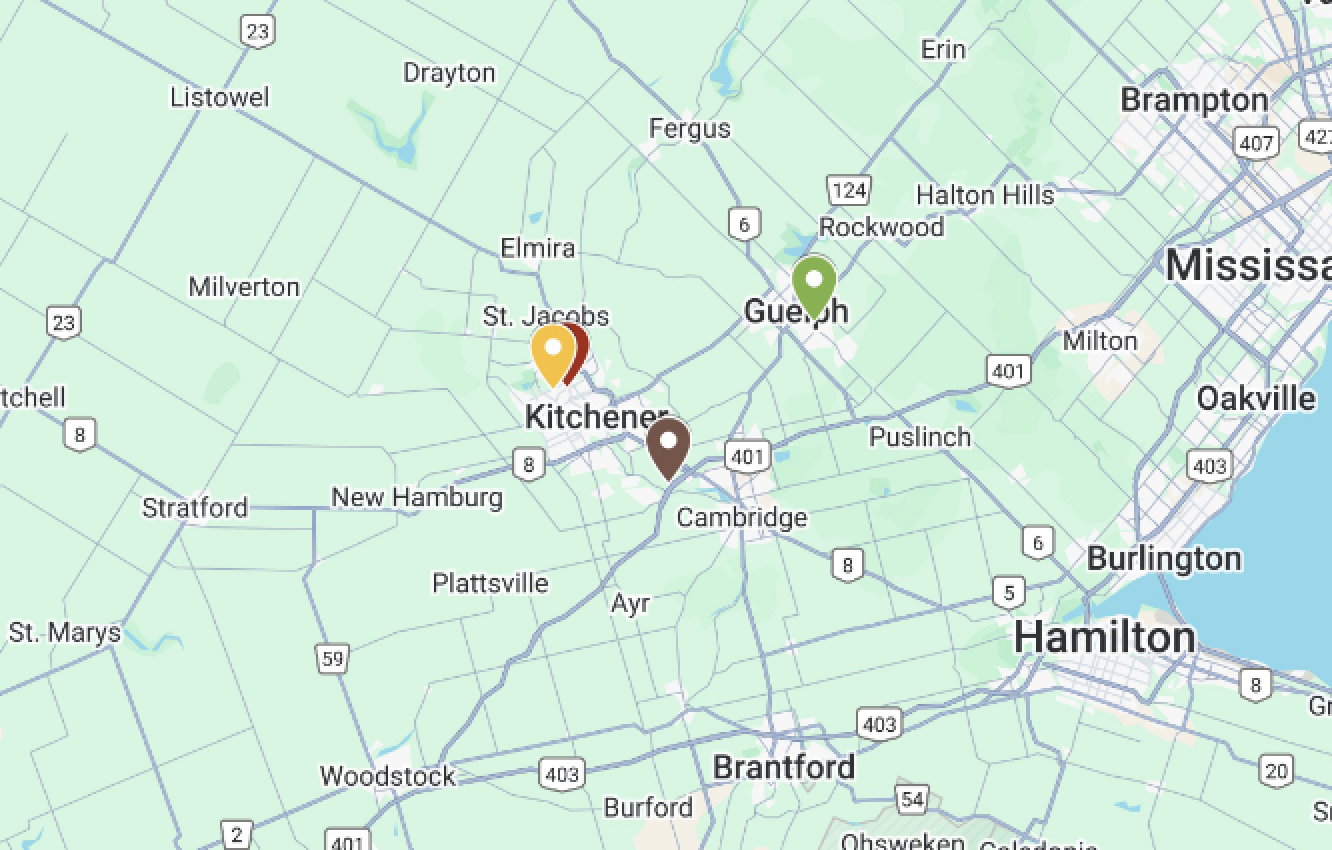 23
Erin
Drayton
Listowel
Brampton
Fergus
407
124
Halton Hills
6
Rockwood
Elmira
Mississa
Milverton
Guelph
St. Jacobs
23
Milton
401
tchell
Oakville
Kitchener
8
Puslinch
401
8
403
New Hamburg
Stratford
Cambridge
6
Burlington
8
Plattsville
5
Ayr
St. Marys
Hamilton
59
8
Gr
403
Brantford
20
403
Woodstock
54
Burford
2
401
Ohsweken